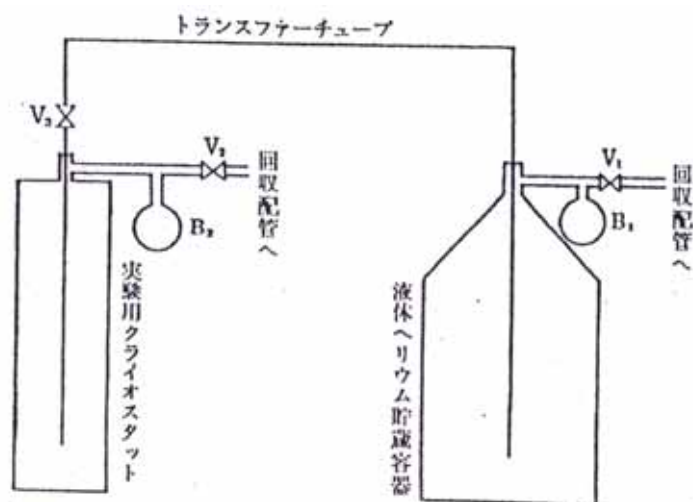 トランスファーチューブ
V₃
V₂
回収配管へ
B₂
実験用クライオスタット
V₁
回収配管へ
B₁
液体ヘリウム貯蔵容器